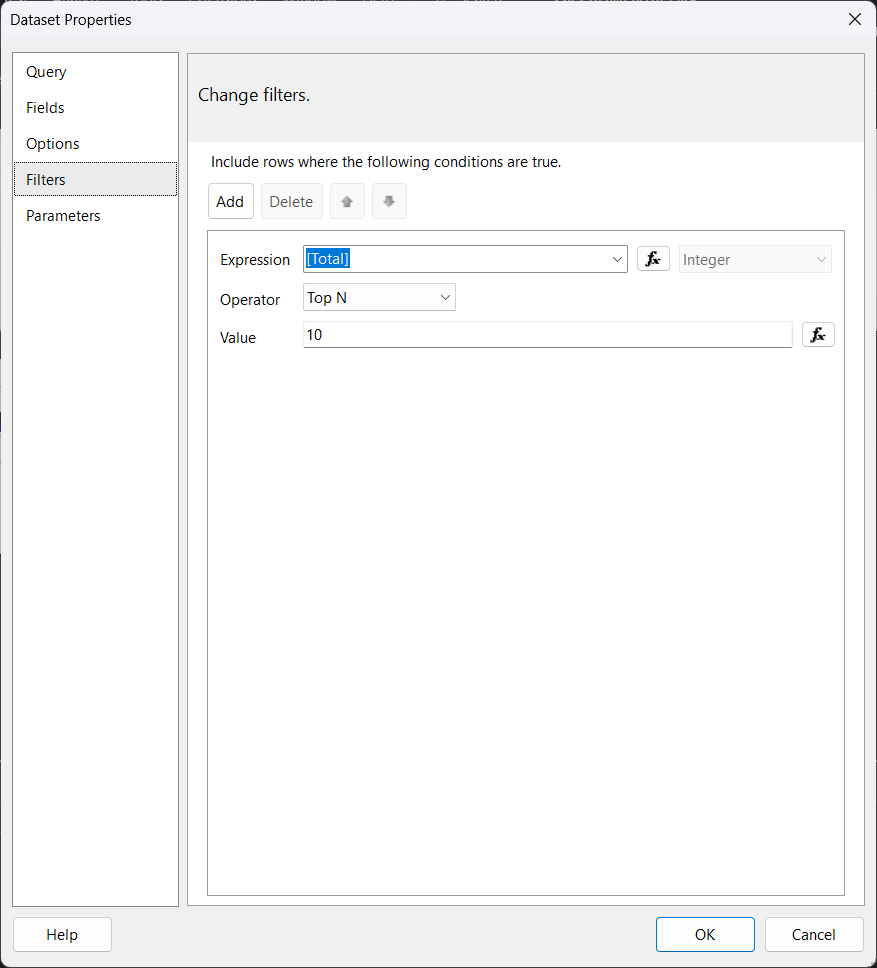 Dataset Properties
Query
Fields
Options
Filters
Parameters
Change filters.
Include rows where the following conditions are true.
Add Delete
Expression [Total] fx Integer
Operator Top N
Value 10 fx
Help OK Cancel